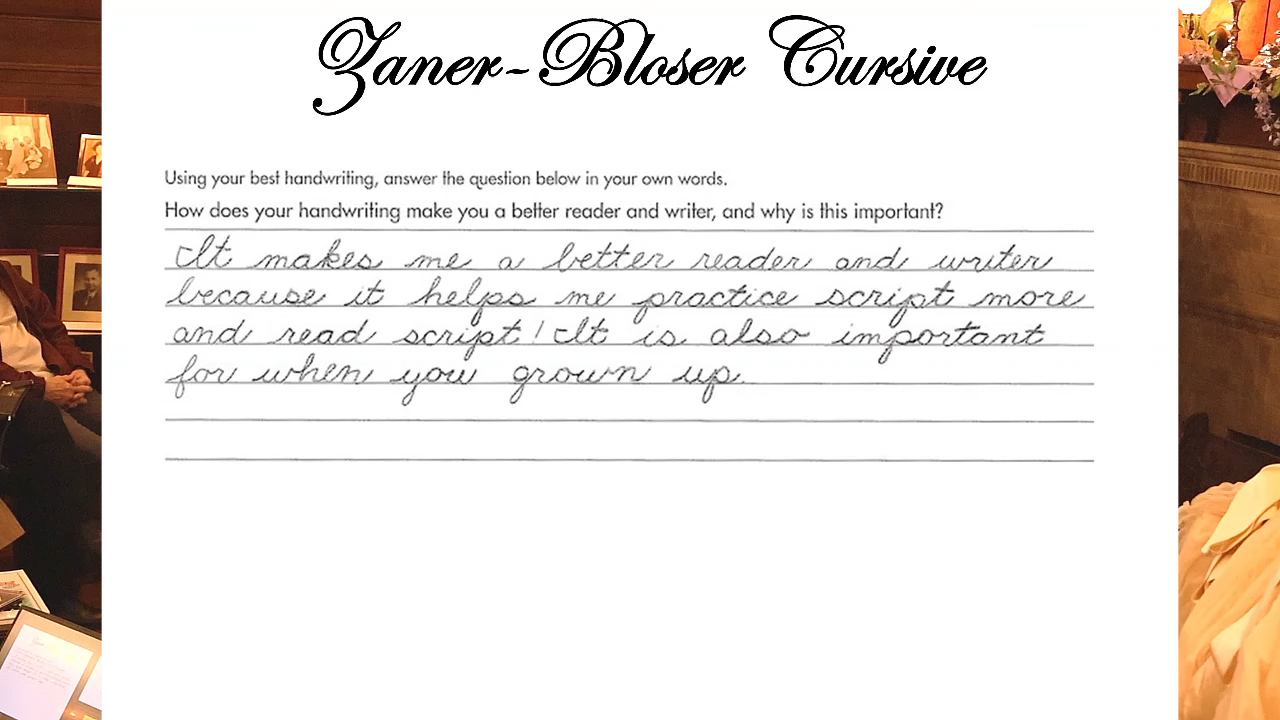 Zaner-Bloser Cursive
Using your best handwriting, answer the question below in your own words.
How does your handwriting make you a better reader and writer, and why is this important?
It makes me a better reader and writer
because it helps me practice script more
and read script! It is also important
for when you grown up.